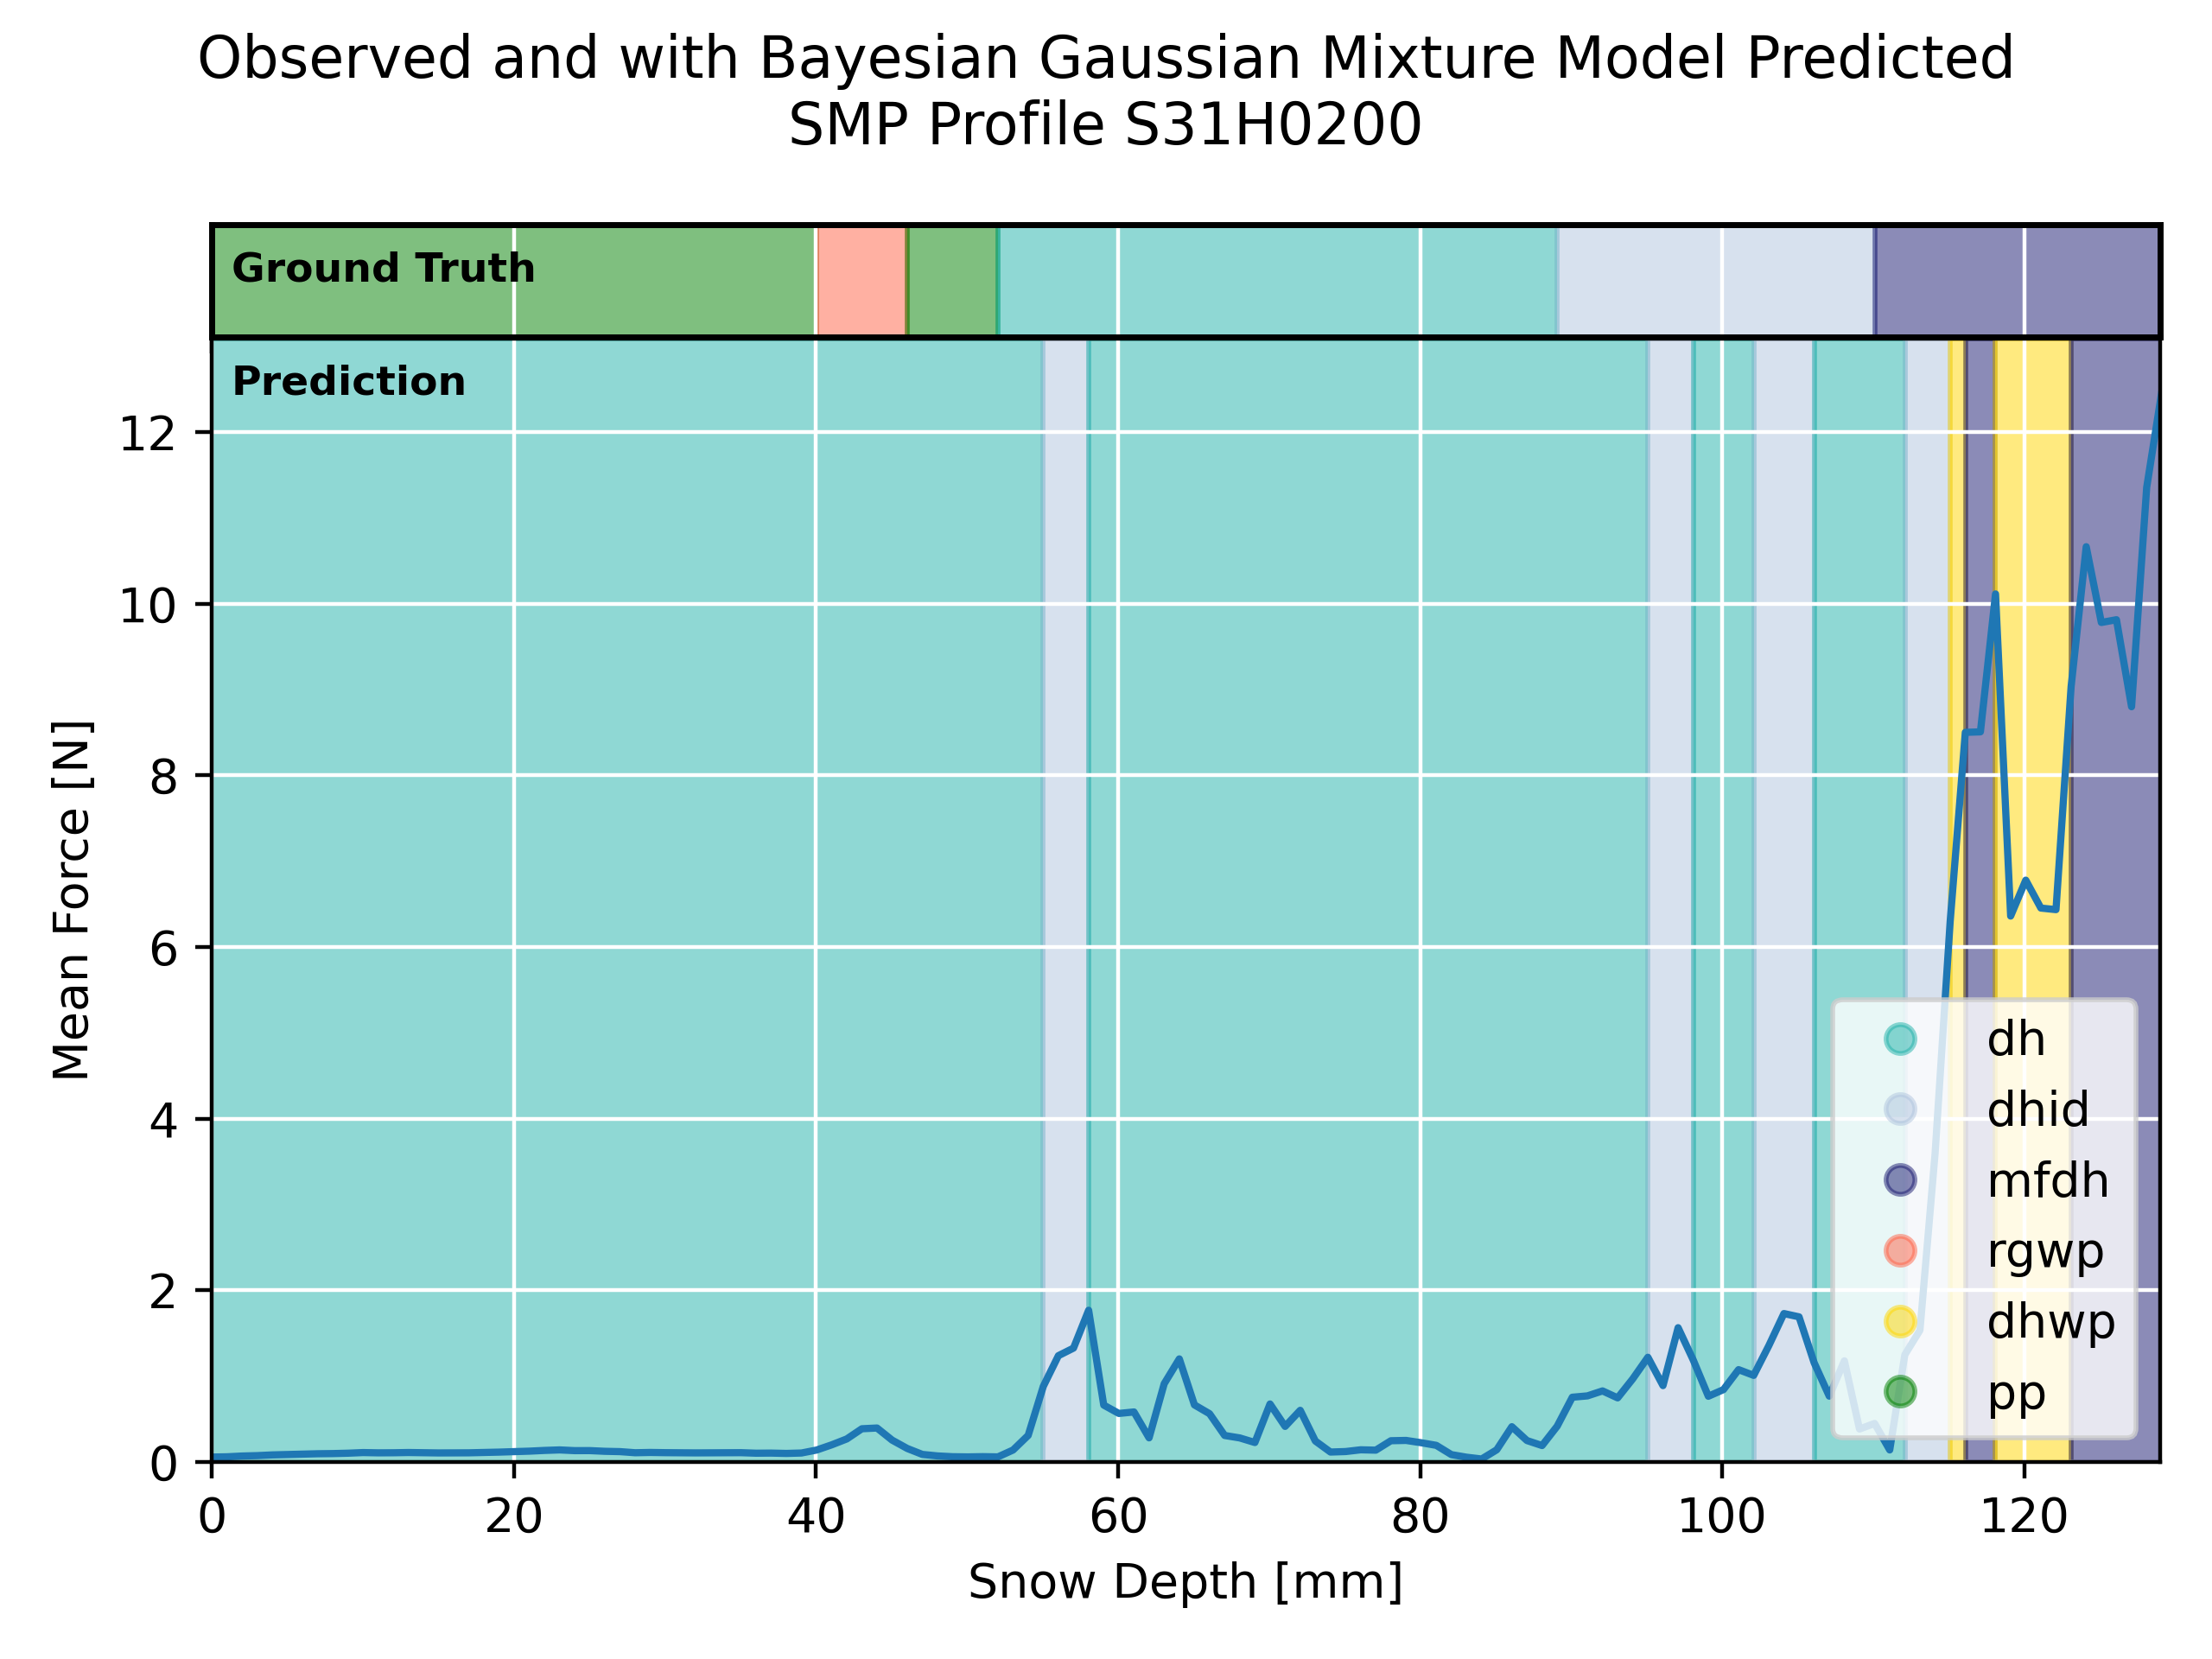 Observed and with Bayesian Gaussian Mixture Model Predicted
SMP Profile S31H0200
Ground Truth
Prediction
12
10
8
6
4
2
0
Mean Force [N]
dh
dhid
mfdh
rgwp
dhwp
pp
0 20 40 60 80 100 120
Snow Depth [mm]